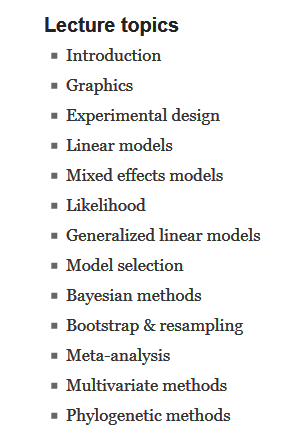 Lecture topics
Introduction
Graphics
Experimental design
Linear models
Mixed effects models
Likelihood
Generalized linear models
Model selection
Bayesian methods
Bootstrap & resampling
Meta-analysis
Multivariate methods
Phylogenetic methods